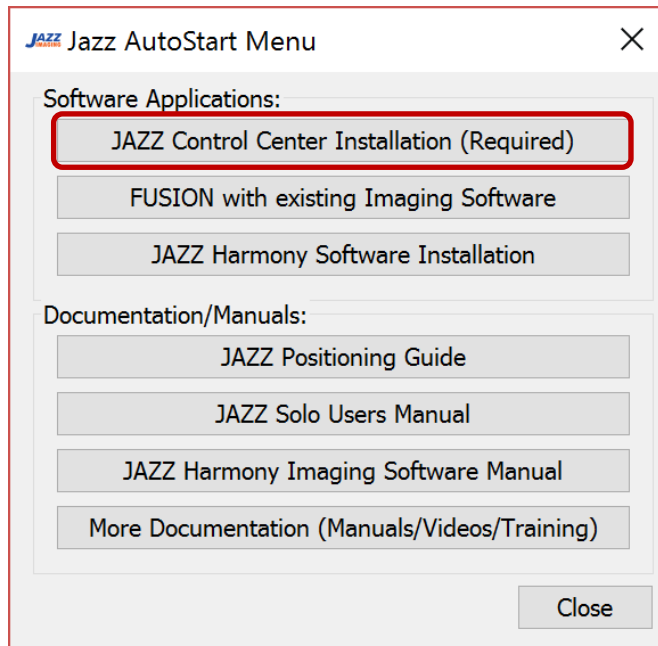 JAZZ IMAGING Jazz AutoStart Menu
Software Applications:
JAZZ Control Center Installation (Required)
FUSION with existing Imaging Software
JAZZ Harmony Software Installation
Documentation/Manuals:
JAZZ Positioning Guide
JAZZ Solo Users Manual
JAZZ Harmony Imaging Software Manual
More Documentation (Manuals/Videos/Training)
Close